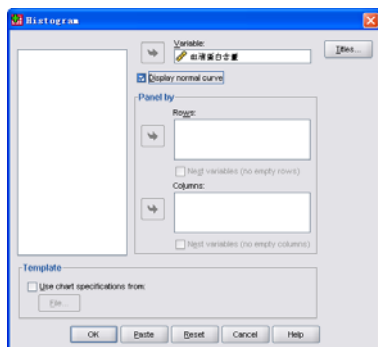 Histogram
Variable:
Titles...
Display normal curve
Panel by
Rows:
Nest variables (no empty rows)
Columns:
Nest variables (no empty columns)
Template
Use chart specifications from:
File...
OK
Paste
Reset
Cancel
Help